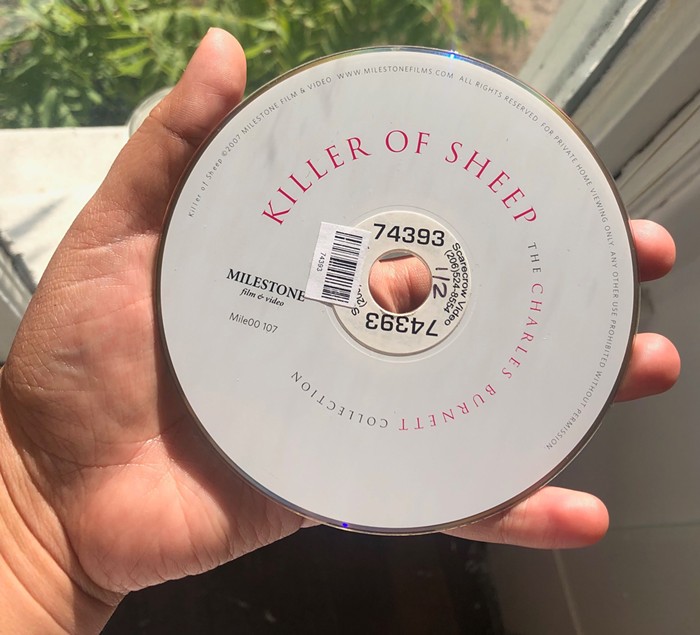 Killer of Sheep ©2007 MILESTONE FILM & VIDEO WWW.MILESTONEFILMS.COM ALL RIGHTS RESERVED. FOR PRIVATE HOME VIEWING ONLY. ANY OTHER USE PROHIBITED WITHOUT PERMISSION.
KILLER OF SHEEP
THE CHARLES BURNETT COLLECTION
74393
Scarecrow Video
(206)524-8554
1/2
74393
74393
MILESTONE
film & video
Mile00 107